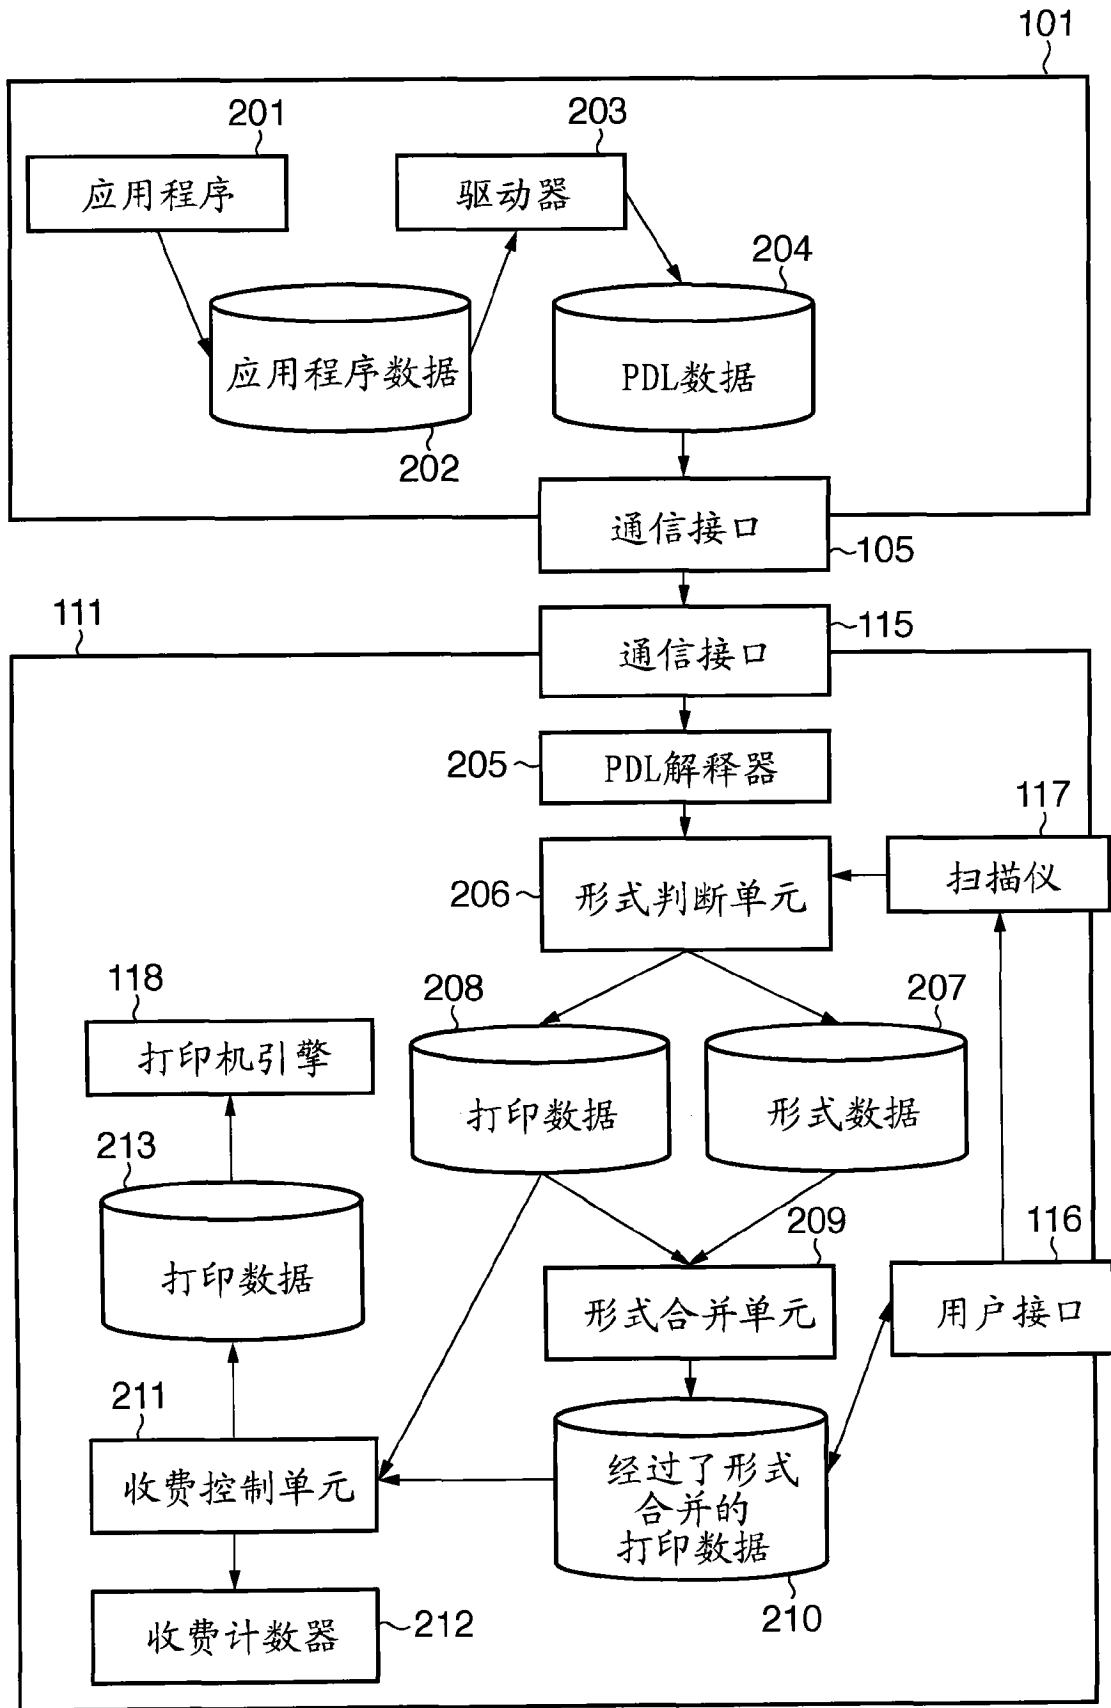 101
201
203
应用程序
驱动器
204
应用程序数据
PDL数据
202
通信接口
105
111
115
通信接口
205
PDL解释器
117
206
形式判断单元
扫描仪
118
208
207
打印机引擎
打印数据
形式数据
213
209
116
打印数据
形式合并单元
用户接口
211
收费控制单元
经过了形式
合并的
打印数据
210
收费计数器
212